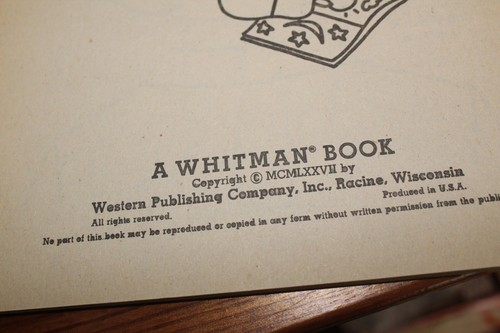 A WHITMAN® BOOK
Copyright © MCMLXXVII by
Western Publishing Company, Inc., Racine, Wisconsin
All rights reserved. Produced in U.S.A.
No part of this book may be reproduced or copied in any form without written permission from the